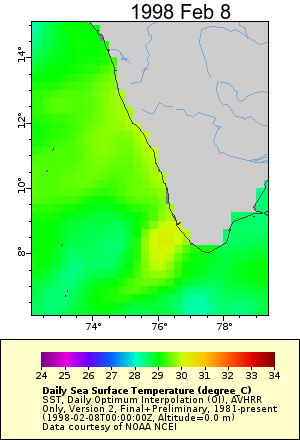 1998 Feb 8
14°
12°
10°
8°
74° 76° 78°
24 25 26 27 28 29 30 31 32 33 34
Daily Sea Surface Temperature (degree_C)
SST, Daily Optimum Interpolation (OI), AVHRR
Only, Version 2, Final+Preliminary, 1981-present
(1998-02-08T00:00:00Z, Altitude=0.0 m)
Data courtesy of NOAA NCEI